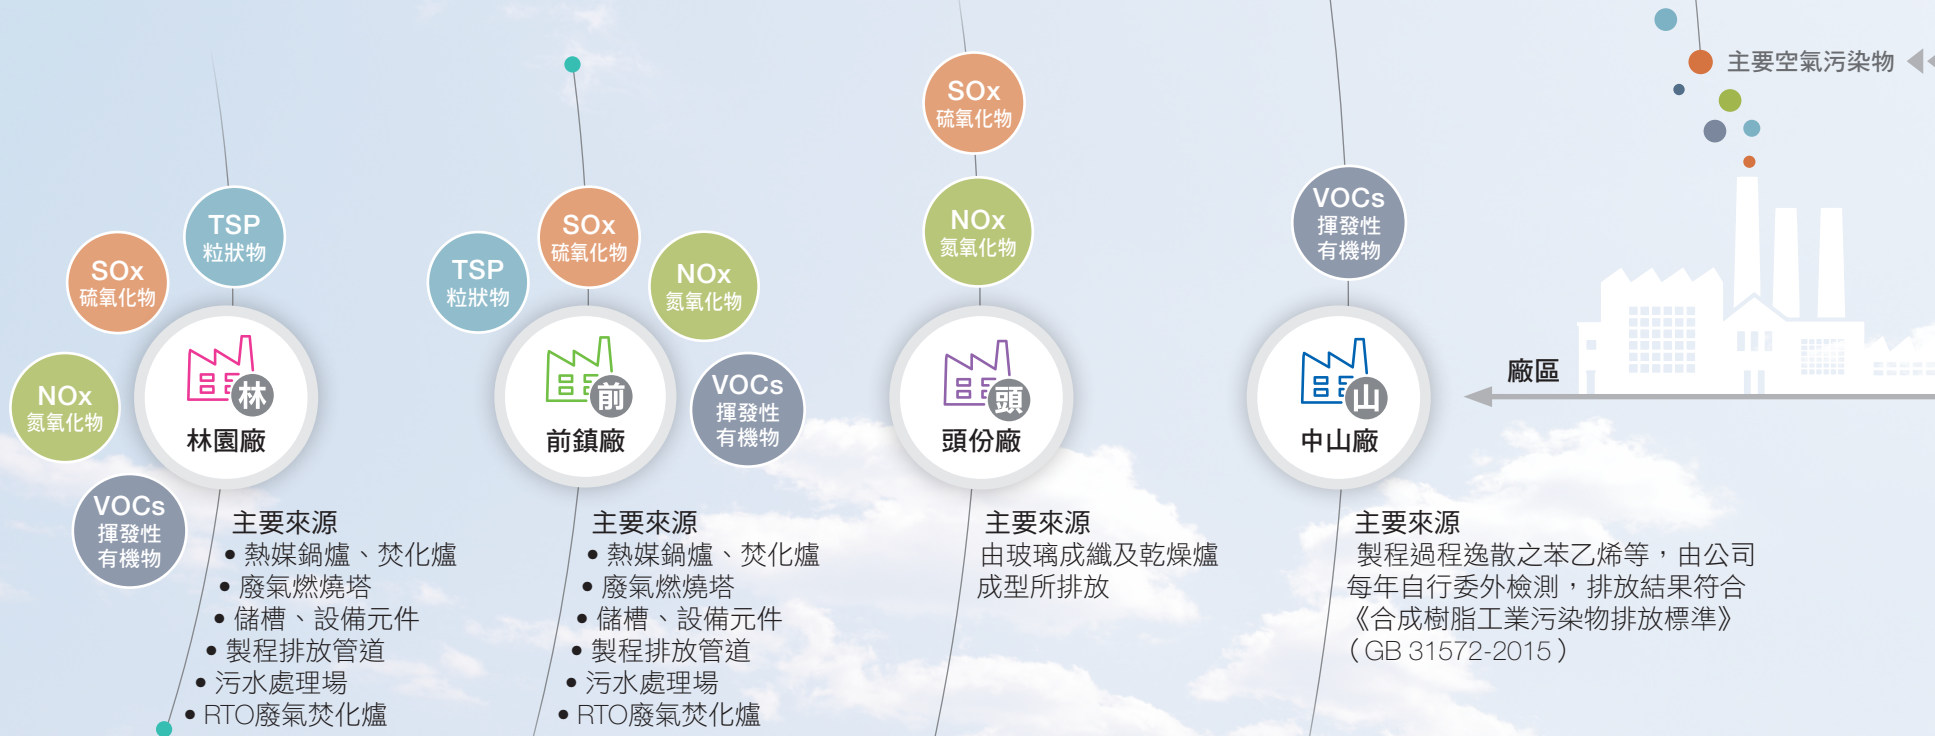 主要空氣污染物
廠區
TSP
粒狀物
SOx
硫氧化物
NOx
氮氧化物
VOCs
揮發性
有機物
林
林園廠
主要來源
• 熱媒鍋爐、焚化爐
• 廢氣燃燒塔
• 儲槽、設備元件
• 製程排放管道
• 污水處理場
• RTO廢氣焚化爐
TSP
粒狀物
SOx
硫氧化物
NOx
氮氧化物
VOCs
揮發性
有機物
前
前鎮廠
主要來源
• 熱媒鍋爐、焚化爐
• 廢氣燃燒塔
• 儲槽、設備元件
• 製程排放管道
• 污水處理場
• RTO廢氣焚化爐
SOx
硫氧化物
NOx
氮氧化物
頭
頭份廠
主要來源
由玻璃成纖及乾燥爐
成型所排放
VOCs
揮發性
有機物
山
中山廠
主要來源
製程過程逸散之苯乙烯等，由公司
每年自行委外檢測，排放結果符合
《合成樹脂工業污染物排放標準》
（GB 31572-2015）